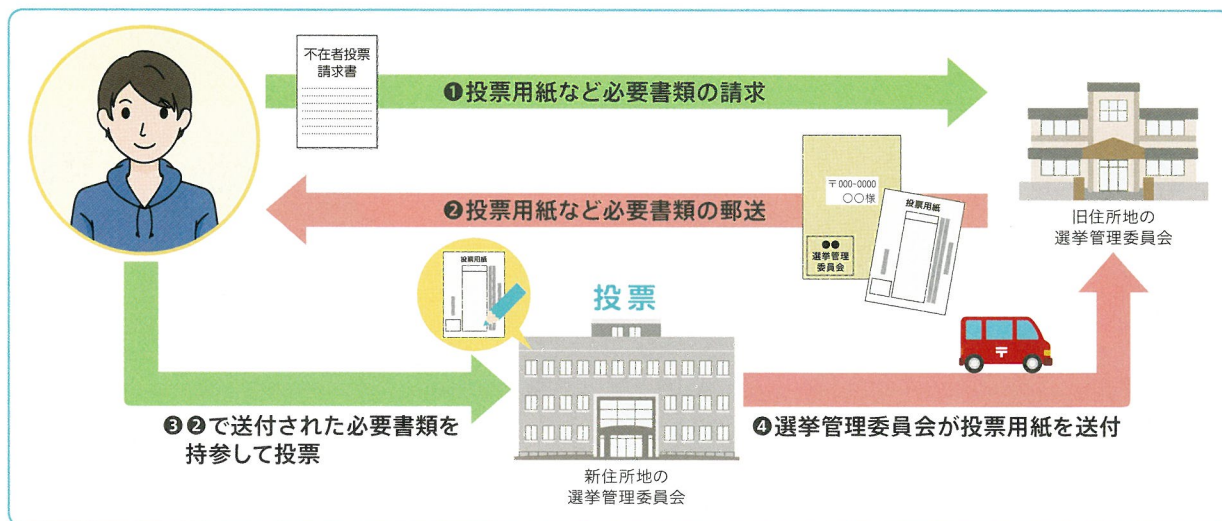 不在者投票
請求書
❶投票用紙など必要書類の請求
〒000-0000
○○様
投票用紙
●●
選挙管理
委員会
❷投票用紙など必要書類の郵送
旧住所地の
選挙管理委員会
投票用紙
投票
〒
❸❷で送付された必要書類を
持参して投票
❹選挙管理委員会が投票用紙を送付
新住所地の
選挙管理委員会